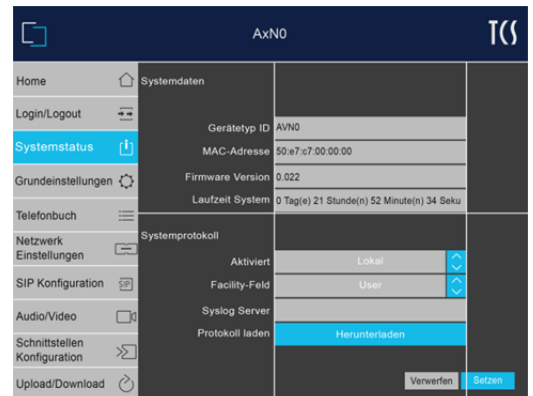 AxN0
TCS
Home
Login/Logout
Systemstatus
Grundeinstellungen
Telefonbuch
Netzwerk
Einstellungen
SIP Konfiguration
SIP
Audio/Video
Schnittstellen
Konfiguration
Upload/Download
Systemdaten
Gerätetyp ID AVN0
MAC-Adresse 50:e7:c7:00:00:00
Firmware Version 0.022
Laufzeit System 0 Tag(e) 21 Stunde(n) 52 Minute(n) 34 Seku
Systemprotokoll
Aktiviert Lokal
Facility-Feld User
Syslog Server
Protokoll laden Herunterladen
Verwerfen Setzen